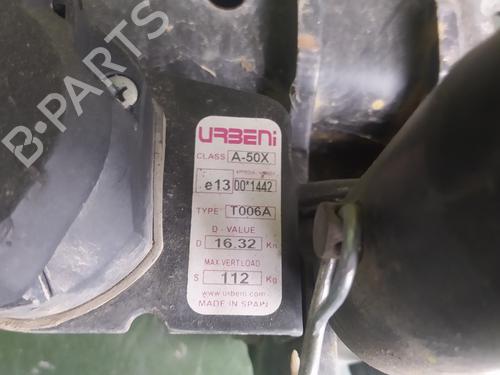 URBENI
CLASS A-50X
e13 00*1442
TYPE T006A
D - VALUE
D 16.32 Kn
MAX.VERT.LOAD
S 112 Kg
www.urbeni.com
MADE IN SPAIN